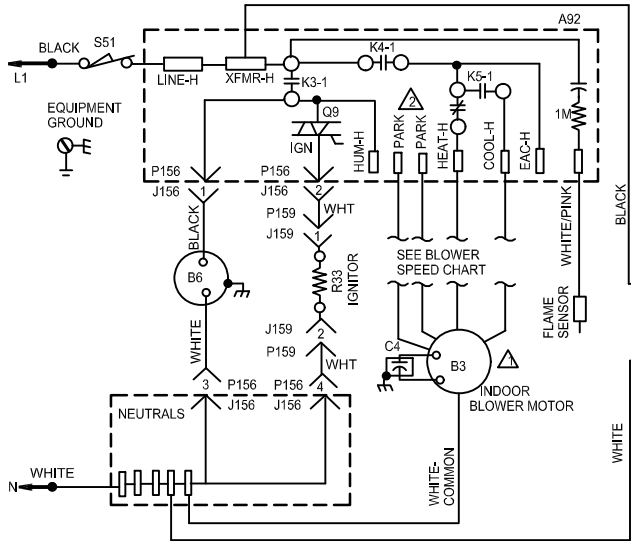 A92
S51
BLACK
L1
LINE-H
XFMR-H
K4-1
K3-1
K5-1
EQUIPMENT
GROUND
Q9
IGN
HUM-H
PARK
2
PARK
HEAT-H
COOL-H
EAC-H
1M
P156
J156
1
P156
J156
2
WHT
P159
J159
1
BLACK
B6
R33
IGNITOR
SEE BLOWER
SPEED CHART
WHITE/PINK
BLACK
FLAME
SENSOR
WHITE
J159
P159
2
WHT
C4
B3
1
INDOOR
BLOWER MOTOR
3
P156
J156
P156
J156
4
NEUTRALS
WHITE
N
WHITE-
COMMON
WHITE